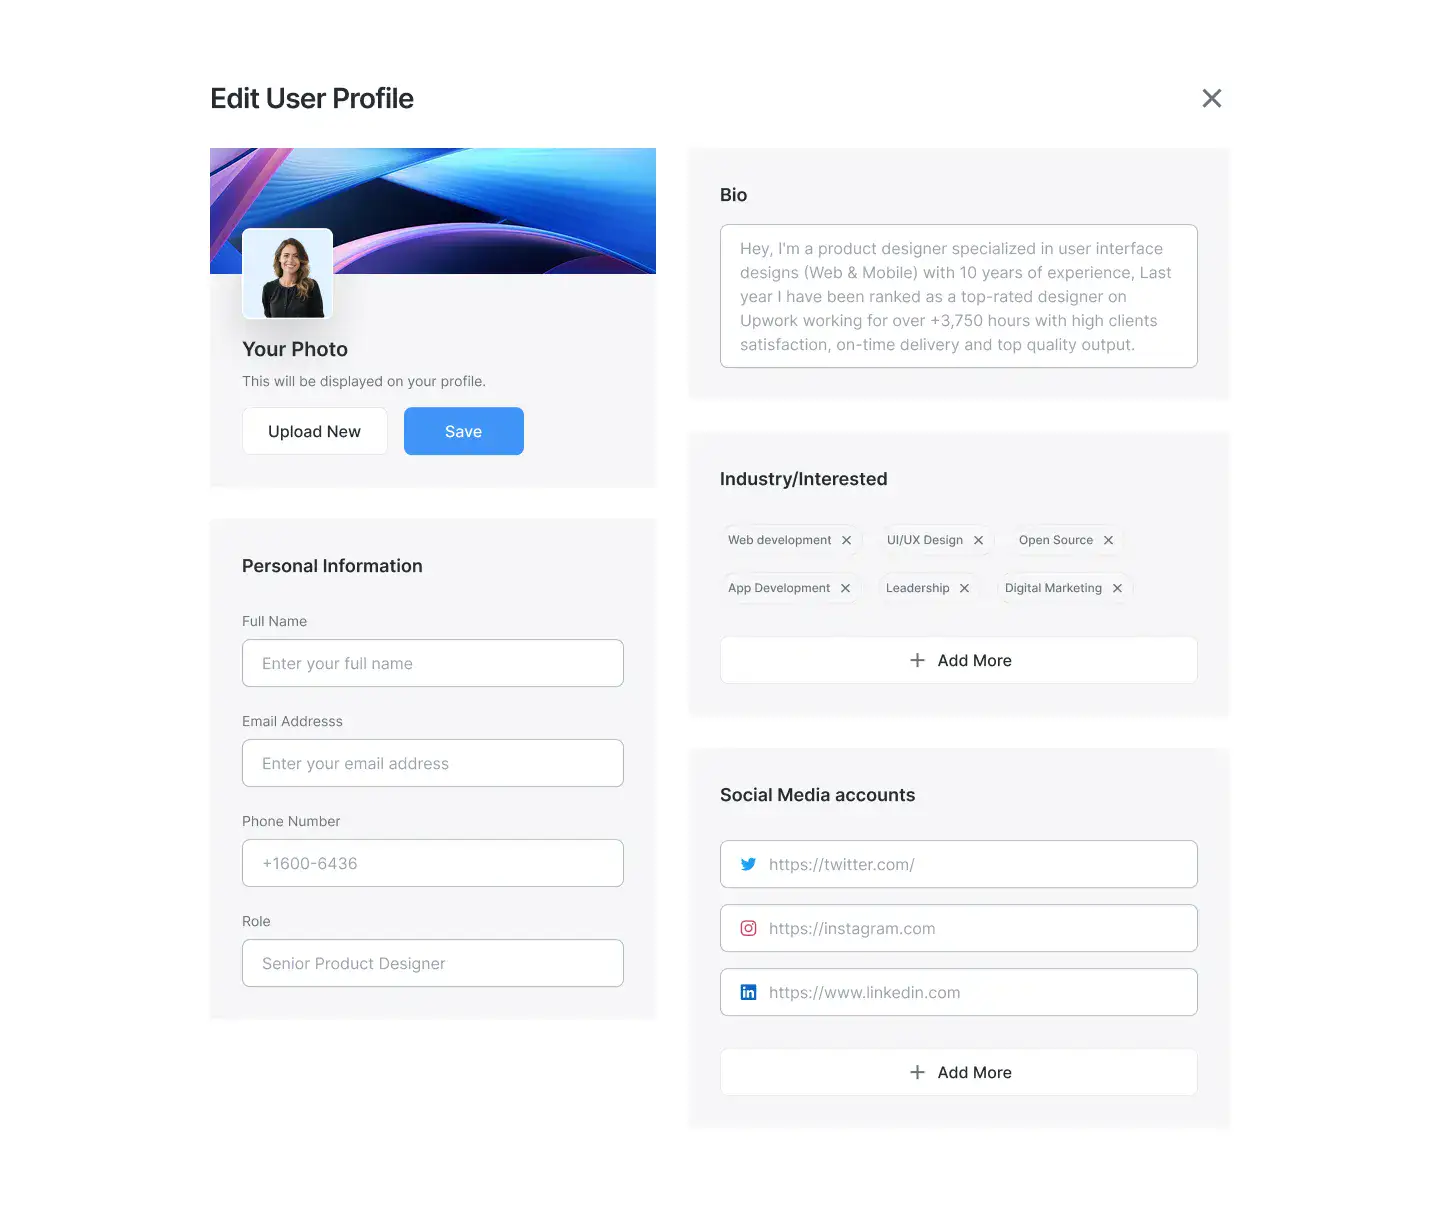 Edit User Profile
Your Photo
This will be displayed on your profile.
Upload New
Save
Personal Information
Full Name
Enter your full name
Email Addresss
Enter your email address
Phone Number
+1600-6436
Role
Senior Product Designer
Bio
Hey, I'm a product designer specialized in user interface
designs (Web & Mobile) with 10 years of experience, Last
year I have been ranked as a top-rated designer on
Upwork working for over +3,750 hours with high clients
satisfaction, on-time delivery and top quality output.
Industry/Interested
Web development
UI/UX Design
Open Source
App Development
Leadership
Digital Marketing
Add More
Social Media accounts
https://twitter.com/
https://instagram.com
in https://www.linkedin.com
Add More